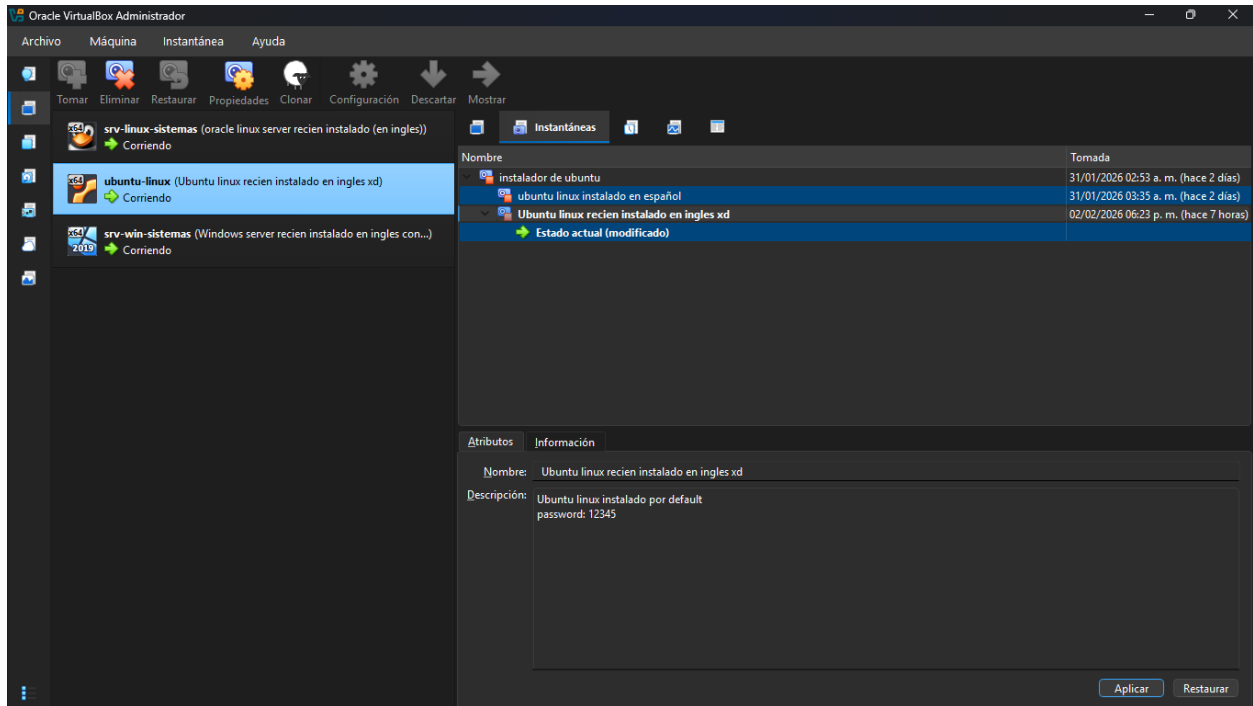 Oracle VirtualBox Administrador
Archivo Máquina Instantánea Ayuda
Tomar Eliminar Restaurar Propiedades Clonar Configuración Descartar Mostrar
x64 srv-linux-sistemas (oracle linux server recien instalado (en ingles))
Corriendo
x64 ubuntu-linux (Ubuntu linux recien instalado en ingles xd)
Corriendo
x64 2019 srv-win-sistemas (Windows server recien instalado en ingles con...)
Corriendo
Instantáneas
Nombre Tomada
instalador de ubuntu 31/01/2026 02:53 a. m. (hace 2 días)
ubuntu linux instalado en español 31/01/2026 03:35 a. m. (hace 2 días)
Ubuntu linux recien instalado en ingles xd 02/02/2026 06:23 p. m. (hace 7 horas)
Estado actual (modificado)
Atributos Información
Nombre: Ubuntu linux recien instalado en ingles xd
Descripción: Ubuntu linux instalado por default
password: 12345
Aplicar Restaurar